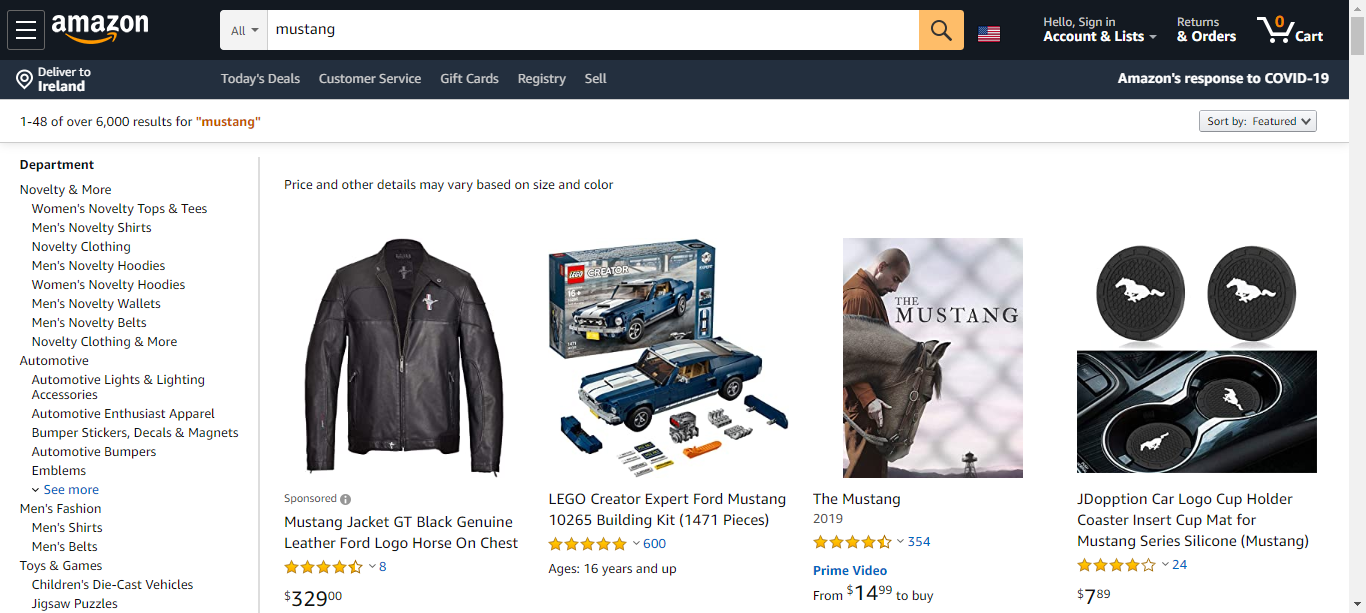 amazon
All
mustang
Hello, Sign in
Account & Lists
Returns
& Orders
0
Cart
Deliver to
Ireland
Today's Deals
Customer Service
Gift Cards
Registry
Sell
Amazon's response to COVID-19
1-48 of over 6,000 results for "mustang"
Sort by: Featured
Department
Novelty & More
Women's Novelty Tops & Tees
Men's Novelty Shirts
Novelty Clothing
Men's Novelty Hoodies
Women's Novelty Hoodies
Men's Novelty Wallets
Men's Novelty Belts
Novelty Clothing & More
Automotive
Automotive Lights & Lighting
Accessories
Automotive Enthusiast Apparel
Bumper Stickers, Decals & Magnets
Automotive Bumpers
Emblems
See more
Men's Fashion
Men's Shirts
Men's Belts
Toys & Games
Children's Die-Cast Vehicles
Jigsaw Puzzles
Price and other details may vary based on size and color
Sponsored
Mustang Jacket GT Black Genuine
Leather Ford Logo Horse On Chest
8
$32900
LEGO
CREATOR
16+
LEGO Creator Expert Ford Mustang
10265 Building Kit (1471 Pieces)
600
Ages: 16 years and up
THE
MUSTANG
The Mustang
2019
354
Prime Video
From $1499 to buy
JDopption Car Logo Cup Holder
Coaster Insert Cup Mat for
Mustang Series Silicone (Mustang)
24
$789